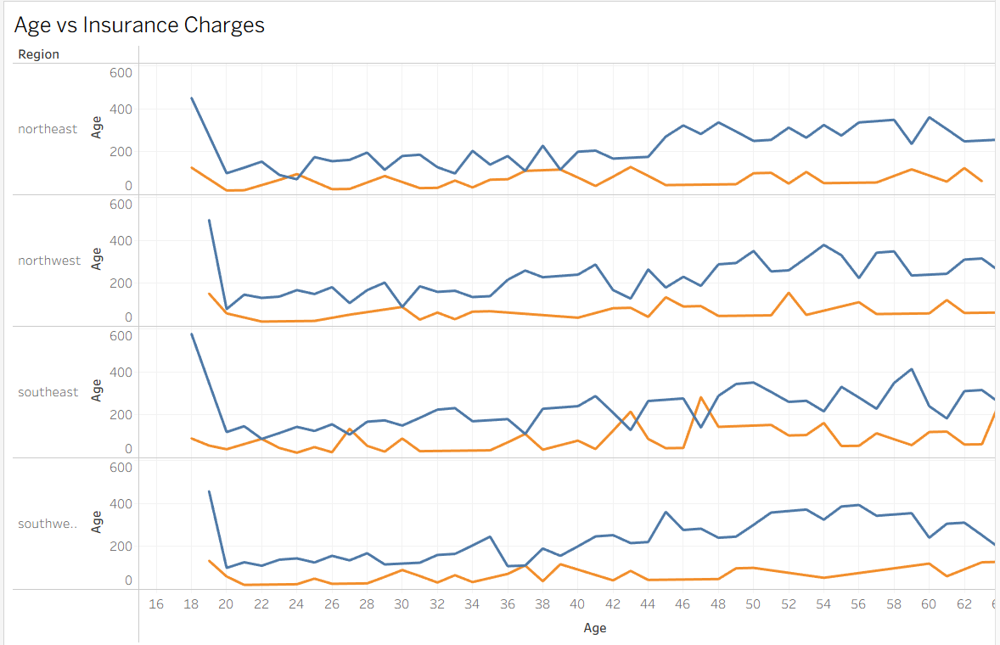 Age vs Insurance Charges
Region
northeast
Age
600
400
200
0
northwest
Age
600
400
200
0
southeast
Age
600
400
200
0
southwe..
Age
600
400
200
0
16 18 20 22 24 26 28 30 32 34 36 38 40 42 44 46 48 50 52 54 56 58 60 62
Age